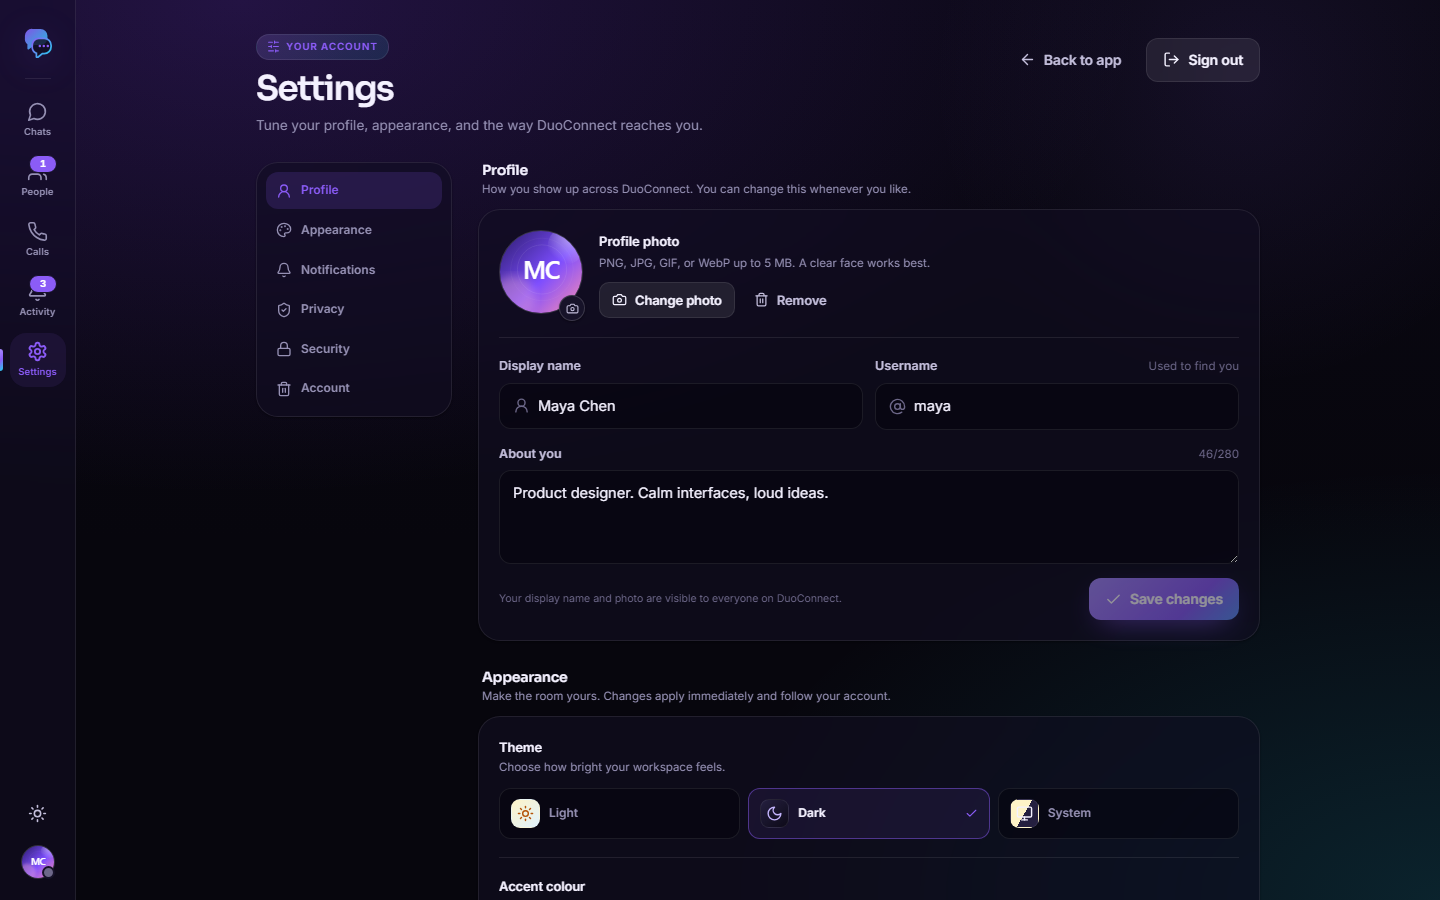 Chats
1
People
Calls
3
Activity
Settings
MC
YOUR ACCOUNT
Settings
Tune your profile, appearance, and the way DuoConnect reaches you.
Back to app
Sign out
Profile
Appearance
Notifications
Privacy
Security
Account
Profile
How you show up across DuoConnect. You can change this whenever you like.
MC
Profile photo
PNG, JPG, GIF, or WebP up to 5 MB. A clear face works best.
Change photo
Remove
Display name
Maya Chen
Username
Used to find you
@ maya
About you
46/280
Product designer. Calm interfaces, loud ideas.
Your display name and photo are visible to everyone on DuoConnect.
Save changes
Appearance
Make the room yours. Changes apply immediately and follow your account.
Theme
Choose how bright your workspace feels.
Light
Dark
System
Accent colour